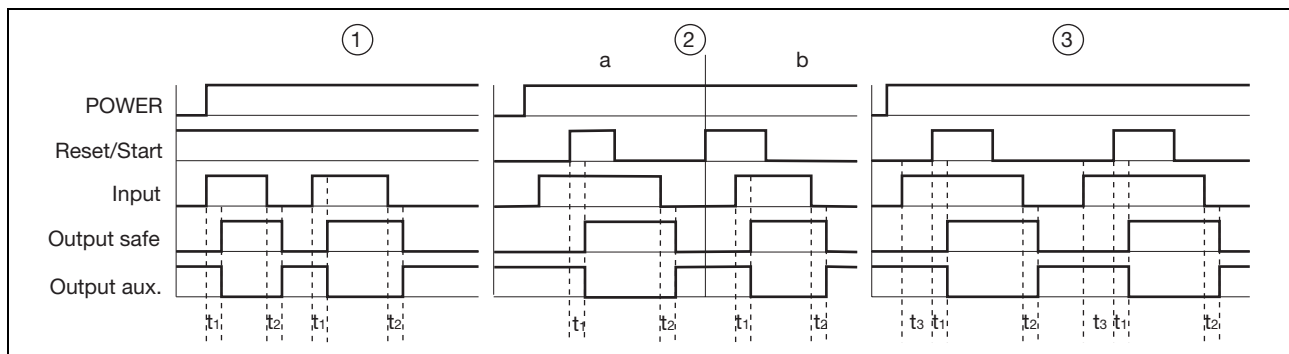 1 2 3
a b
POWER
Reset/Start
Input
Output safe
Output aux.
t1 t2 t1 t2 t1 t2 t1 t2 t3 t1 t2 t3 t1 t2